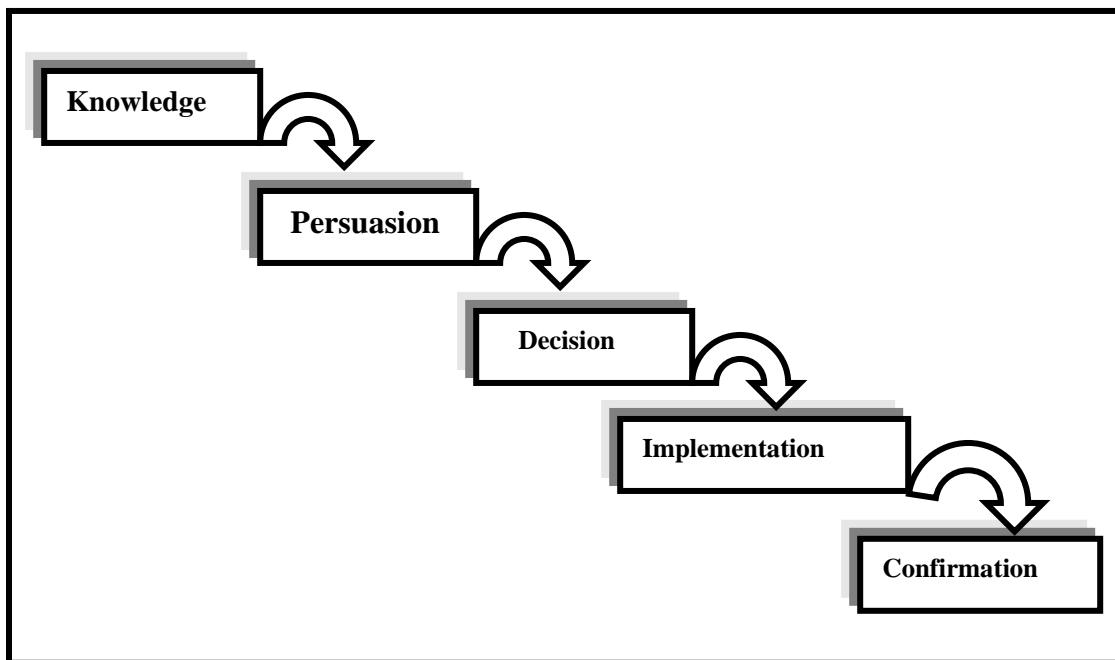 Knowledge
Persuasion
Decision
Implementation
Confirmation